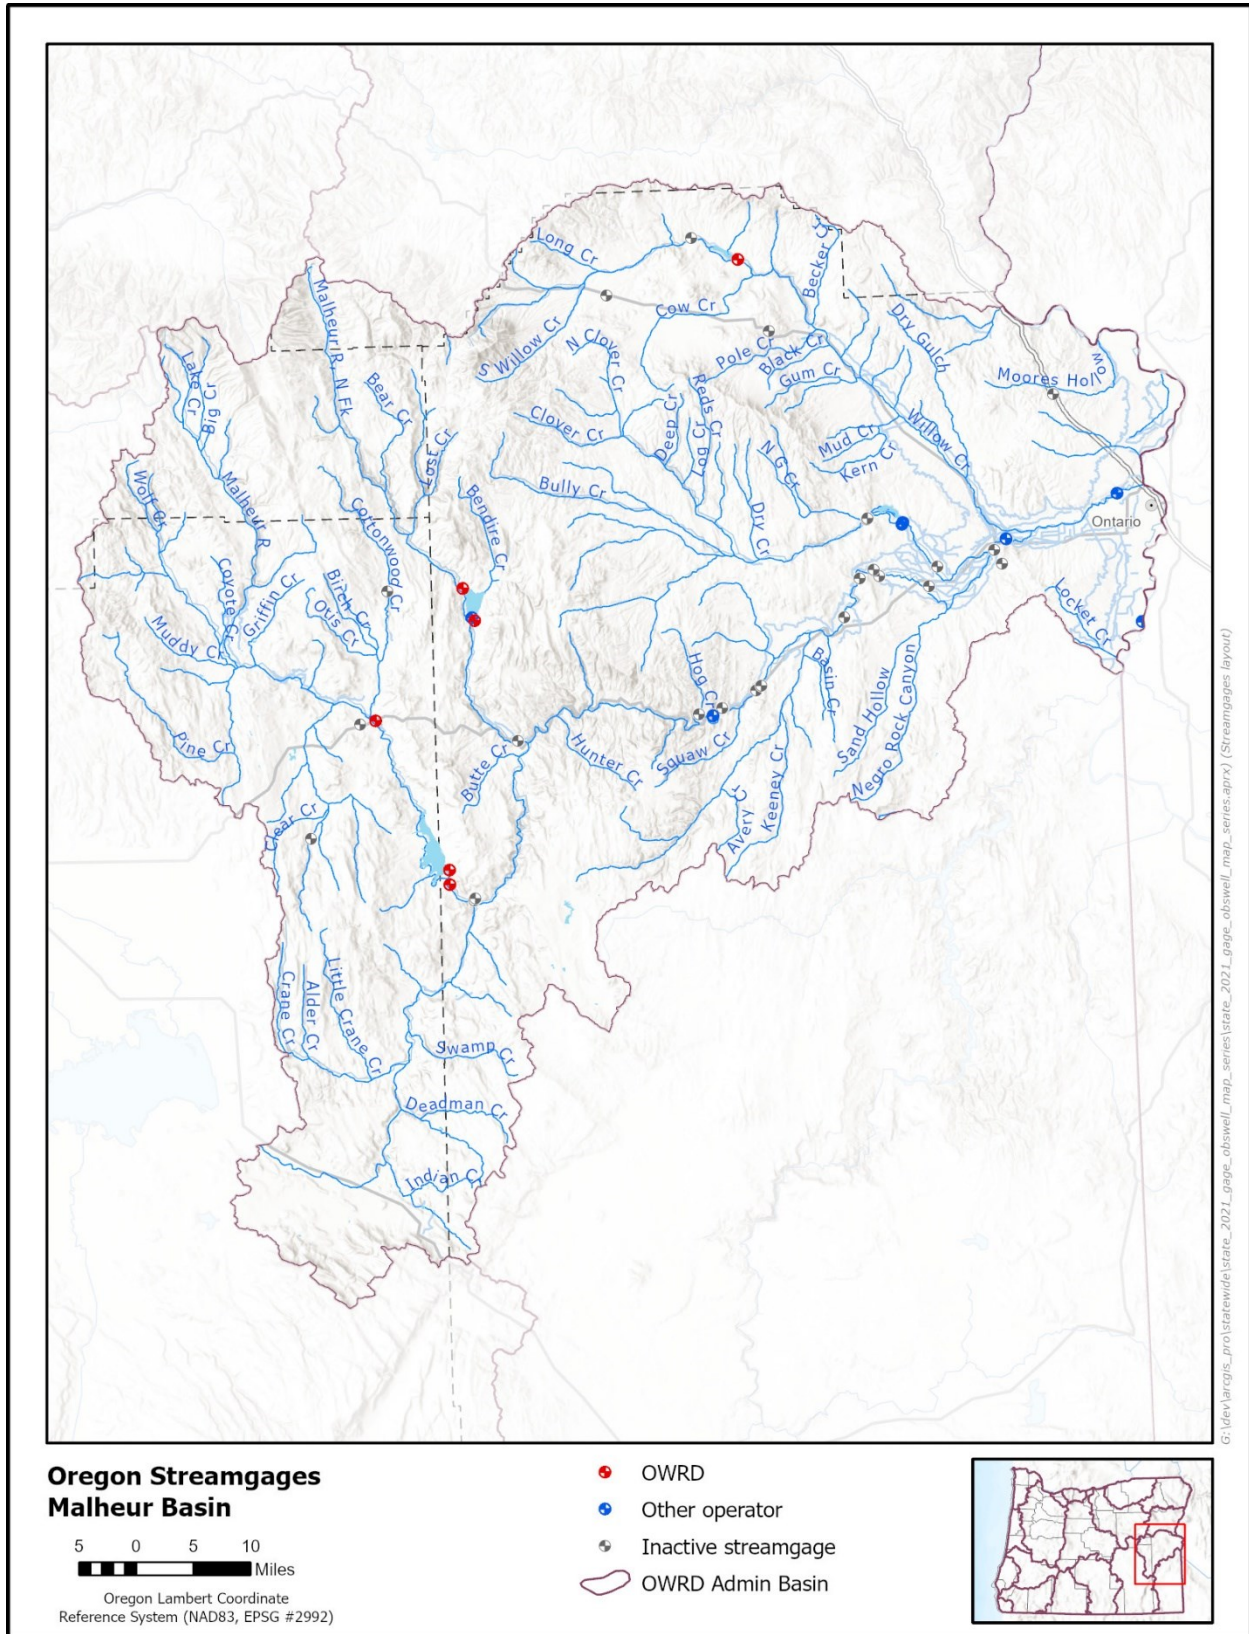 Long Cr
Becker Cr
Malheur R, N Fk
Cow Cr
Dry Gulch
S Willow Cr
N Clover Cr
Pole Cr
Black Cr
Gum Cr
Moores Hollow
Lake Cr
Big Cr
Bear Cr
Reds Cr
Deep Cr
Log Cr
Clover Cr
Lost Cr
N G Cr
Mud Cr
Kern Cr
Willow Cr
Wolf Cr
Malheur R
Cottonwood Cr
Bendire Cr
Bully Cr
Dry Cr
Ontario
Coyote Cr
Griffin Cr
Birch Cr
Otis Cr
Muddy Cr
Locket Cr
Hog Cr
Basin Cr
Sand Hollow
Negro Rock Canyon
Pine Cr
Butte Cr
Hunter Cr
Squaw Cr
Avery Cr
Keeney Cr
Clear Cr
Crane Cr
Alder Cr
Little Crane Cr
Swamp Cr
Deadman Cr
Indian Cr
G:\dev\arcgis_pro\statewide\state_2021_gage_obswell_map_series\state_2021_gage_obswell_map_series.aprx) (Streamgages layout)
Oregon Streamgages
Malheur Basin
5 0 5 10
Miles
Oregon Lambert Coordinate
Reference System (NAD83, EPSG #2992)
OWRD
Other operator
Inactive streamgage
OWRD Admin Basin